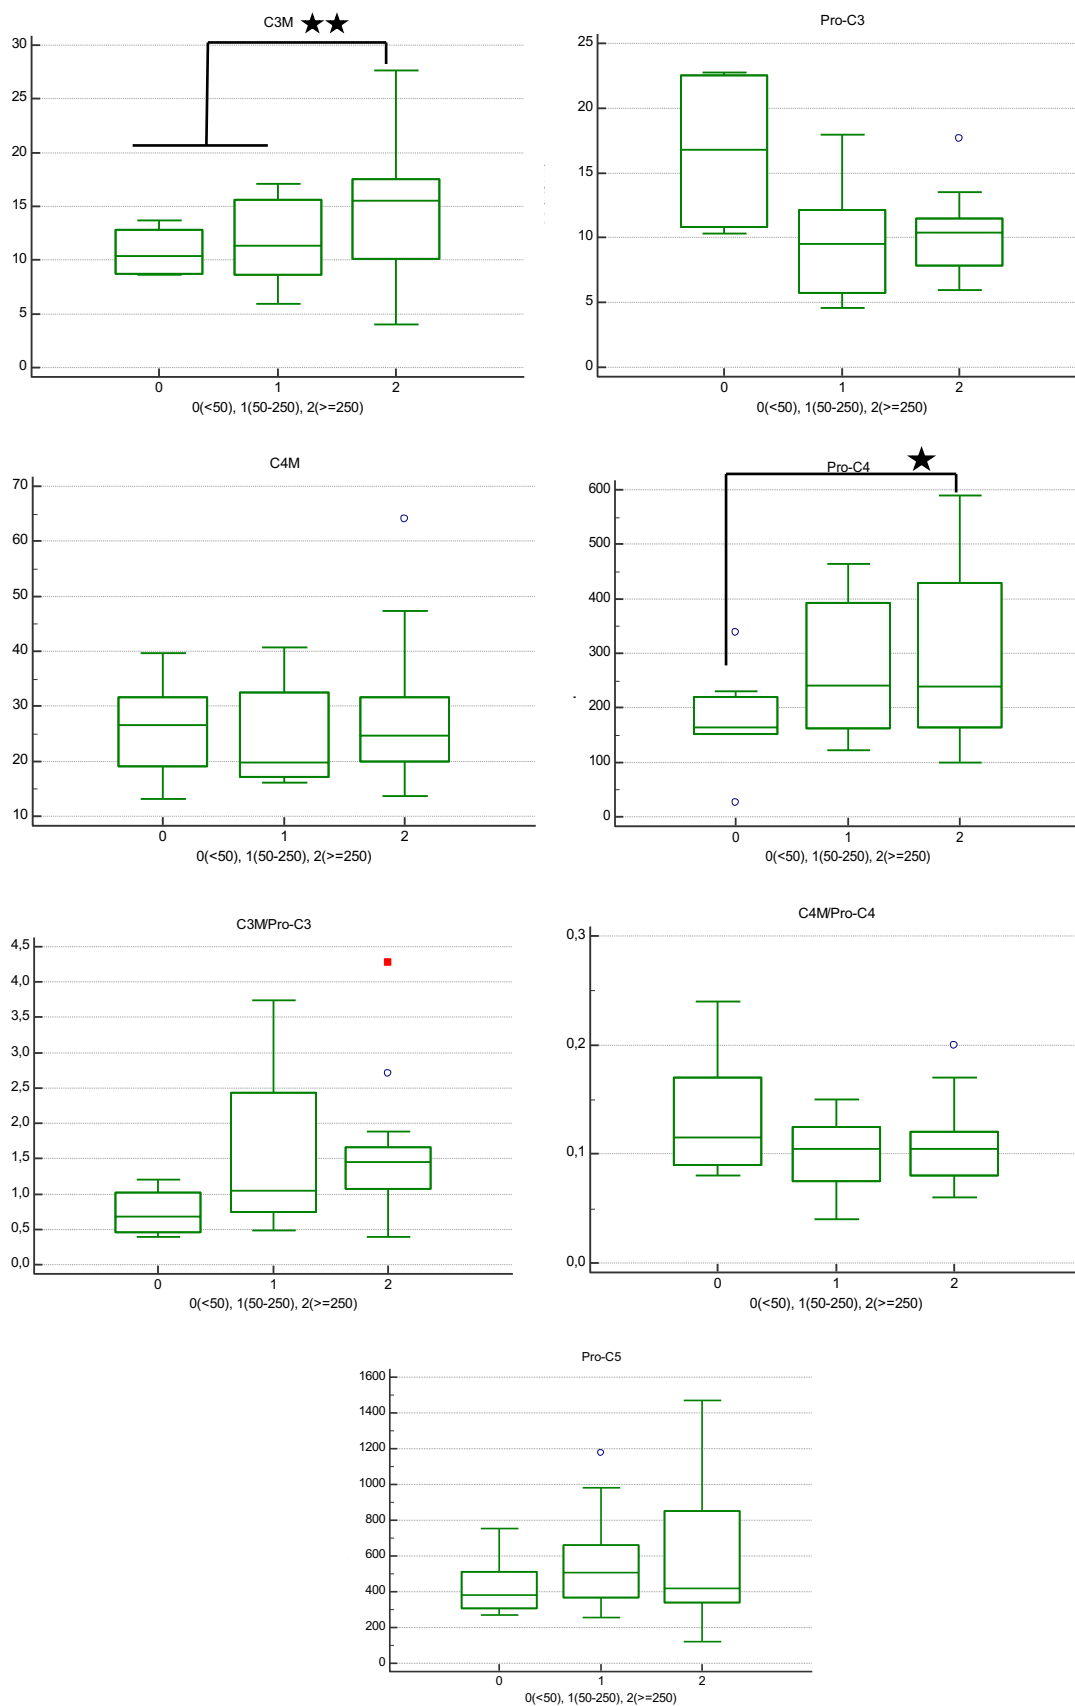 C3M ★★
30
25
20
15
10
5
0
0 1 2
0(<50), 1(50-250), 2(>=250)
Pro-C3
25
20
15
10
5
0
0 1 2
0(<50), 1(50-250), 2(>=250)
C4M
70
60
50
40
30
20
10
0 1 2
0(<50), 1(50-250), 2(>=250)
Pro-C4 ★
600
500
400
300
200
100
0
0 1 2
0(<50), 1(50-250), 2(>=250)
C3M/Pro-C3
4,5
4,0
3,5
3,0
2,5
2,0
1,5
1,0
0,5
0,0
0 1 2
0(<50), 1(50-250), 2(>=250)
C4M/Pro-C4
0,3
0,2
0,1
0,0
0 1 2
0(<50), 1(50-250), 2(>=250)
Pro-C5
1600
1400
1200
1000
800
600
400
200
0
0 1 2
0(<50), 1(50-250), 2(>=250)